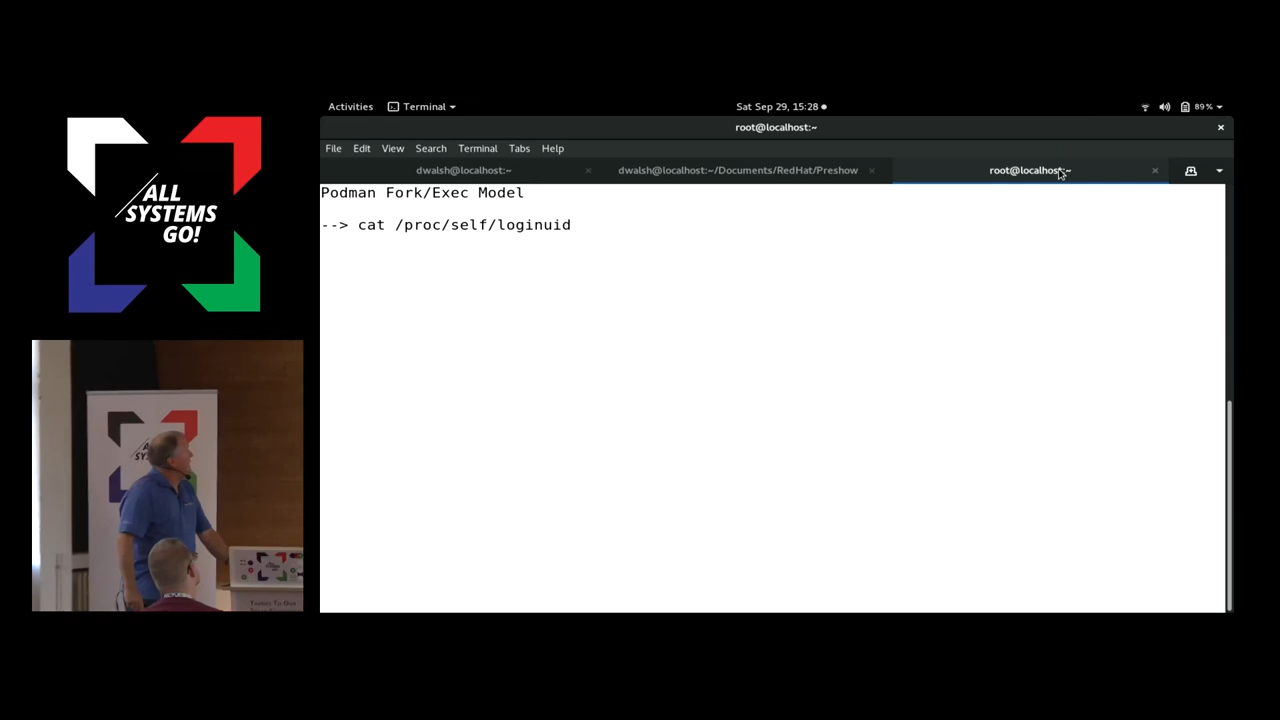 ALL
SYSTEMS
GO!
Activities
Terminal
Sat Sep 29, 15:28
89%
root@localhost:~
File Edit View Search Terminal Tabs Help
dwalsh@localhost:~
dwalsh@localhost:~/Documents/RedHat/Preshow
root@localhost:~
Podman Fork/Exec Model
--> cat /proc/self/loginuid